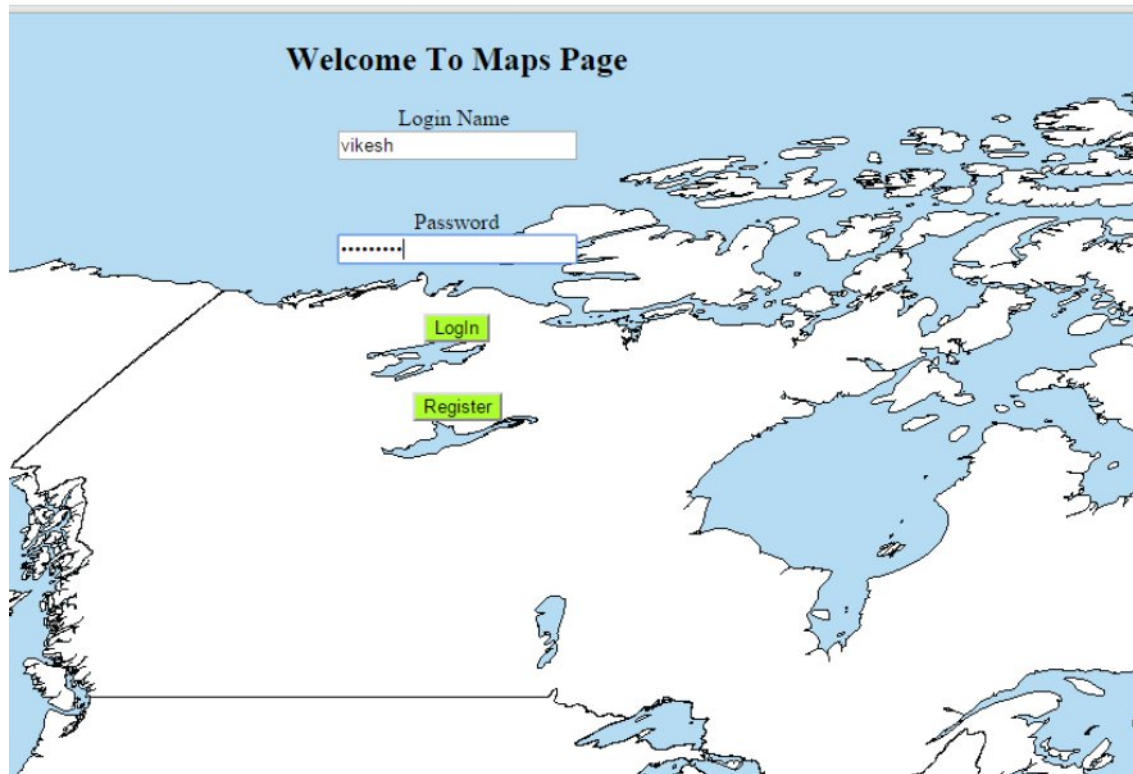 Welcome To Maps Page
Login Name
vikesh
Password
•••••••••
LogIn
Register